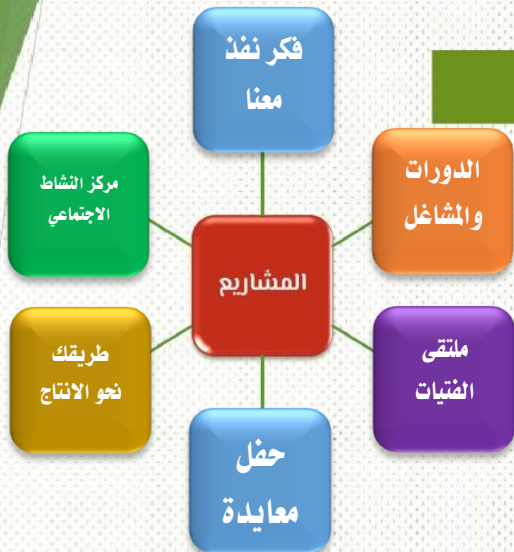 فكر نفذ
معنا
الدورات
والمشاغل
مركز النشاط
الاجتماعي
المشاريع
ملتقى
الفتيات
طريقك
نحو الانتاج
حفل
معايدة